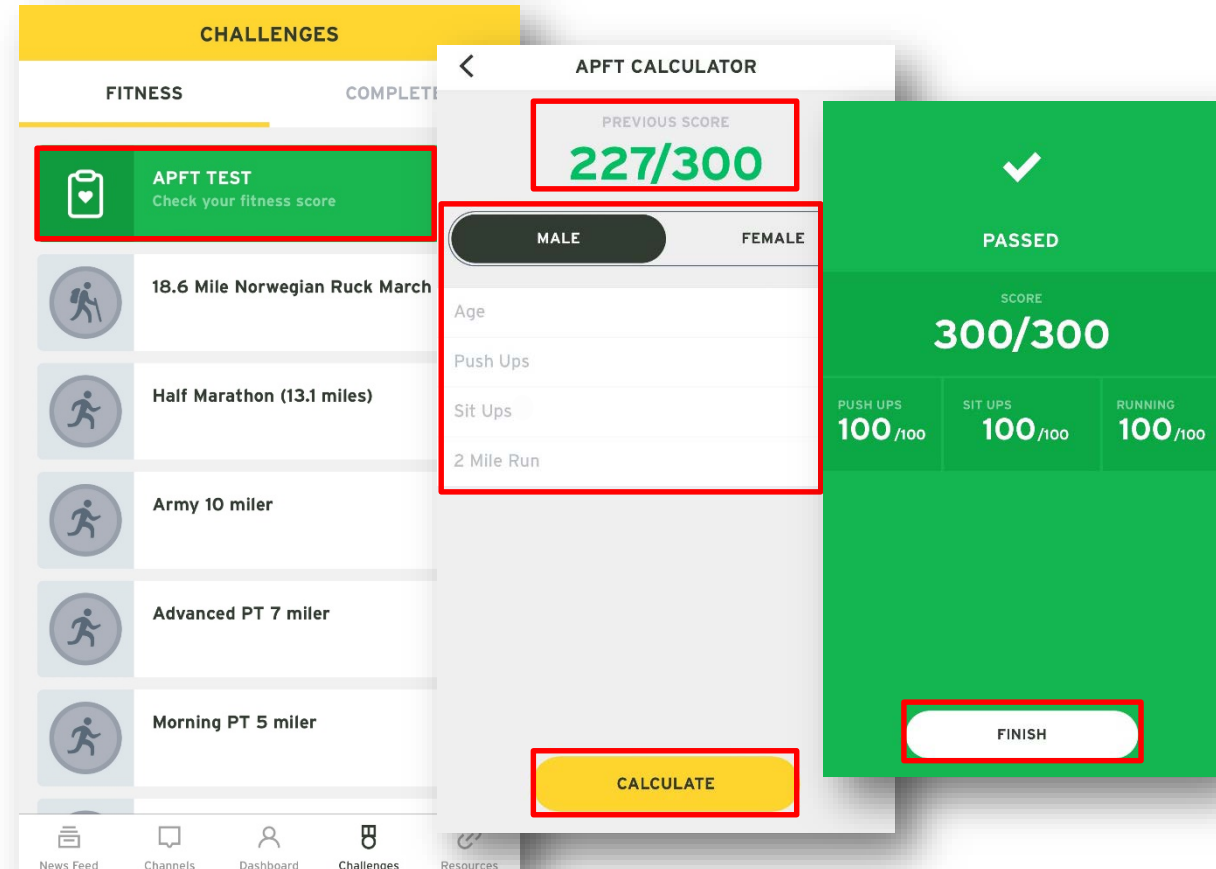 CHALLENGES
FITNESS
APFT TEST
Check your fitness score
18.6 Mile Norwegian Ruck March
Half Marathon (13.1 miles)
Army 10 miler
Advanced PT 7 miler
Morning PT 5 miler
News Feed
Channels
Dashboard
Challenges
Resources
APFT CALCULATOR
PREVIOUS SCORE
227/300
MALE
FEMALE
Age
Push Ups
Sit Ups
2 Mile Run
CALCULATE
PASSED
SCORE
300/300
PUSH UPS
100/100
SIT UPS
100/100
RUNNING
100/100
FINISH